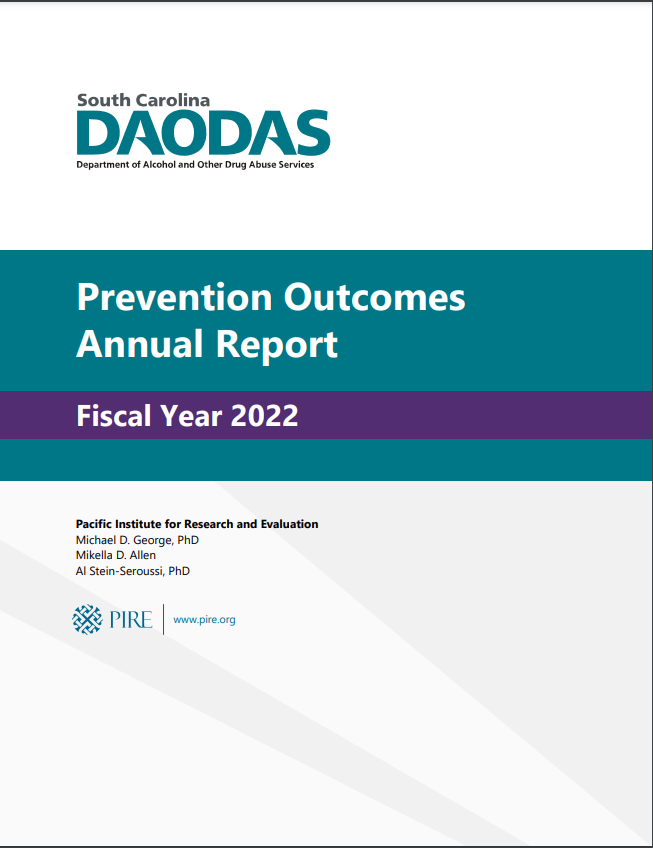 South Carolina
DAODAS
Department of Alcohol and Other Drug Abuse Services
Prevention Outcomes
Annual Report
Fiscal Year 2022
Pacific Institute for Research and Evaluation
Michael D. George, PhD
Mikella D. Allen
Al Stein-Seroussi, PhD
PIRE
www.pire.org